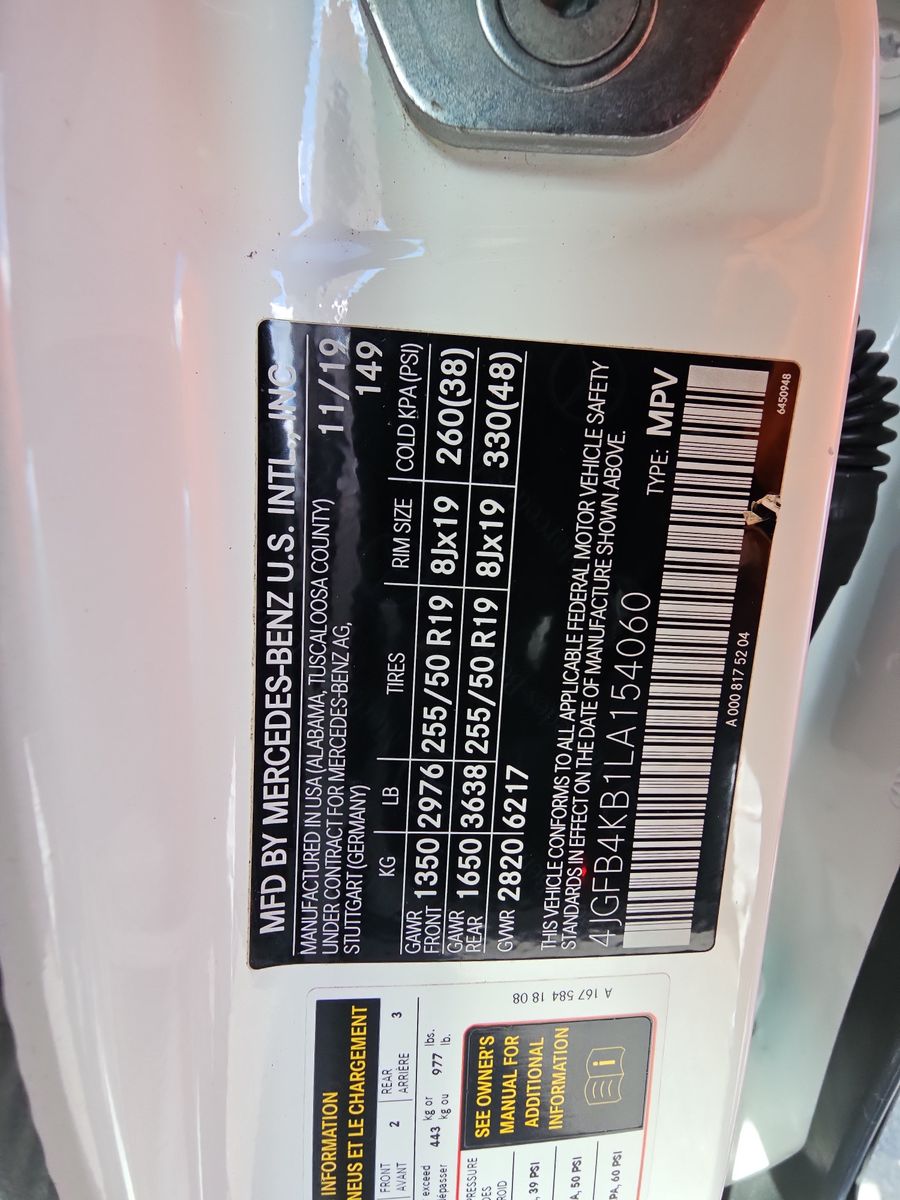 MFD BY MERCEDES-BENZ U.S. INTL., INC
MANUFACTURED IN USA (ALABAMA, TUSCALOOSA COUNTY) 11/19
UNDER CONTRACT FOR MERCEDES-BENZ AG,
STUTTGART (GERMANY) 149
KG LB TIRES RIM SIZE COLD KPA (PSI)
GAWR FRONT 1350 2976 255/50 R19 8Jx19 260(38)
GAWR REAR 1650 3638 255/50 R19 8Jx19 330(48)
GVWR 2820 6217
THIS VEHICLE CONFORMS TO ALL APPLICABLE FEDERAL MOTOR VEHICLE SAFETY
STANDARDS IN EFFECT ON THE DATE OF MANUFACTURE SHOWN ABOVE.
4JGFB4KB1LA154060 TYPE: MPV
A 000 817 52 04 6450948
A 167 584 18 08
INFORMATION
NEUS ET LE CHARGEMENT
FRONT 2 REAR 3
AVANT ARRIÈRE
exceed 443 kg or 977 lbs.
dépasser kg ou lb.
SEE OWNER'S
MANUAL FOR
ADDITIONAL
INFORMATION
, 39 PSI
A, 50 PSI
PA, 60 PSI